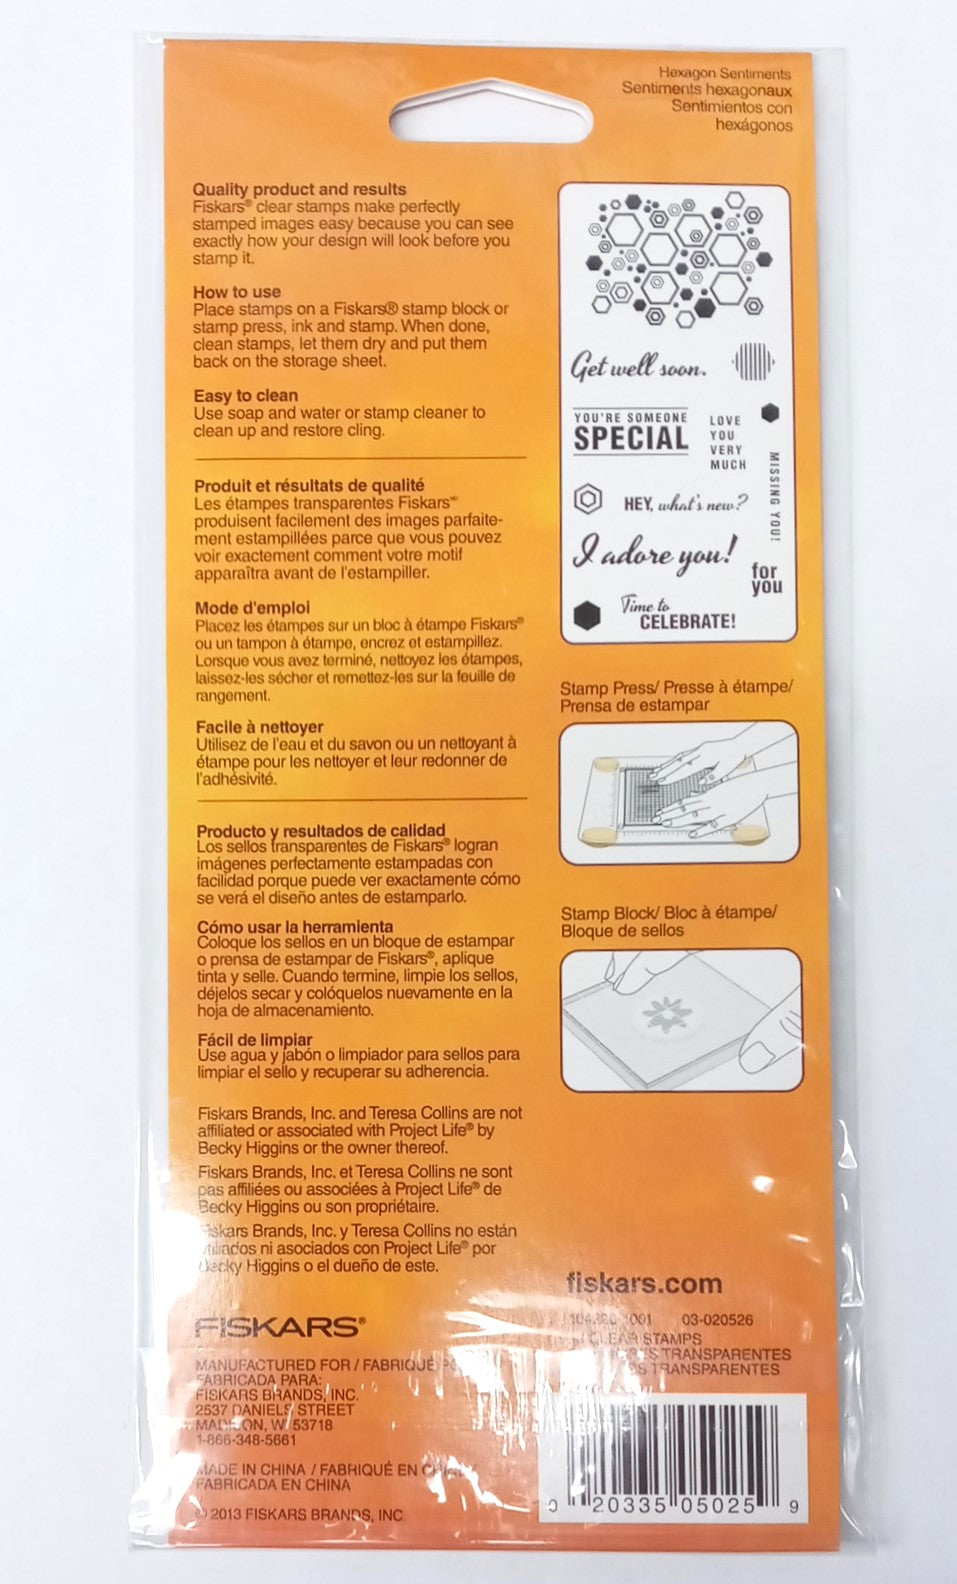 Hexagon Sentiments
Sentiments hexagonaux
Sentimientos con
hexágonos
Quality product and results
Fiskars® clear stamps make perfectly
stamped images easy because you can see
exactly how your design will look before you
stamp it.
How to use
Place stamps on a Fiskars® stamp block or
stamp press, ink and stamp. When done,
clean stamps, let them dry and put them
back on the storage sheet.
Easy to clean
Use soap and water or stamp cleaner to
clean up and restore cling.
Produit et résultats de qualité
Les étampes transparentes Fiskars
produisent facilement des images parfaite-
ment estampillées parce que vous pouvez
voir exactement comment votre motif
apparaîtra avant de l'estampiller.
Mode d'emploi
Placez les étampes sur un bloc à étampe Fiskars®
ou un tampon à étampe, encrez et estampillez.
Lorsque vous avez terminé, nettoyez les étampes,
laissez-les sécher et remettez-les sur la feuille de
rangement.
Facile à nettoyer
Utilisez de l'eau et du savon ou un nettoyant à
étampe pour les nettoyer et leur redonner de
l'adhésivité.
Producto y resultados de calidad
Los sellos transparentes de Fiskars® logran
imágenes perfectamente estampadas con
facilidad porque puede ver exactamente cómo
se verá el diseño antes de estamparlo.
Cómo usar la herramienta
Coloque los sellos en un bloque de estampar
o prensa de estampar de Fiskars®, aplique
tinta y selle. Cuando termine, limpie los sellos,
déjelos secar y colóquelos nuevamente en la
hoja de almacenamiento.
Fácil de limpiar
Use agua y jabón o limpiador para sellos para
limpiar el sello y recuperar su adherencia.
Fiskars Brands, Inc. and Teresa Collins are not
affiliated or associated with Project Life® by
Becky Higgins or the owner thereof.
Fiskars Brands, Inc. et Teresa Collins ne sont
pas affiliées ou associées à Project Life® de
Becky Higgins ou son propriétaire.
Fiskars Brands, Inc. y Teresa Collins no están
afiliados ni asociados con Project Life® por
Becky Higgins o el dueño de este.
FISKARS®
MANUFACTURED FOR / FABRIQUÉ
FABRICADA PARA:
FISKARS BRANDS, INC.
2537 DANIELS STREET
MADISON, WI 53718
1-866-348-5661
MADE IN CHINA / FABRIQUÉ EN CHINE
FABRICADA EN CHINA
© 2013 FISKARS BRANDS, INC.
Get well soon.
YOU'RE SOMEONE
SPECIAL
LOVE
YOU
VERY
MUCH
MISSING YOU!
HEY, what's new?
I adore you!
for
you
Time to
CELEBRATE!
Stamp Press/ Presse à étampe/
Prensa de estampar
Stamp Block/ Bloc à étampe/
Bloque de sellos
fiskars.com
03-020526
CLEAR STAMPS
TRANSPARENTES
TRANSPARENTES
20335 05025 9